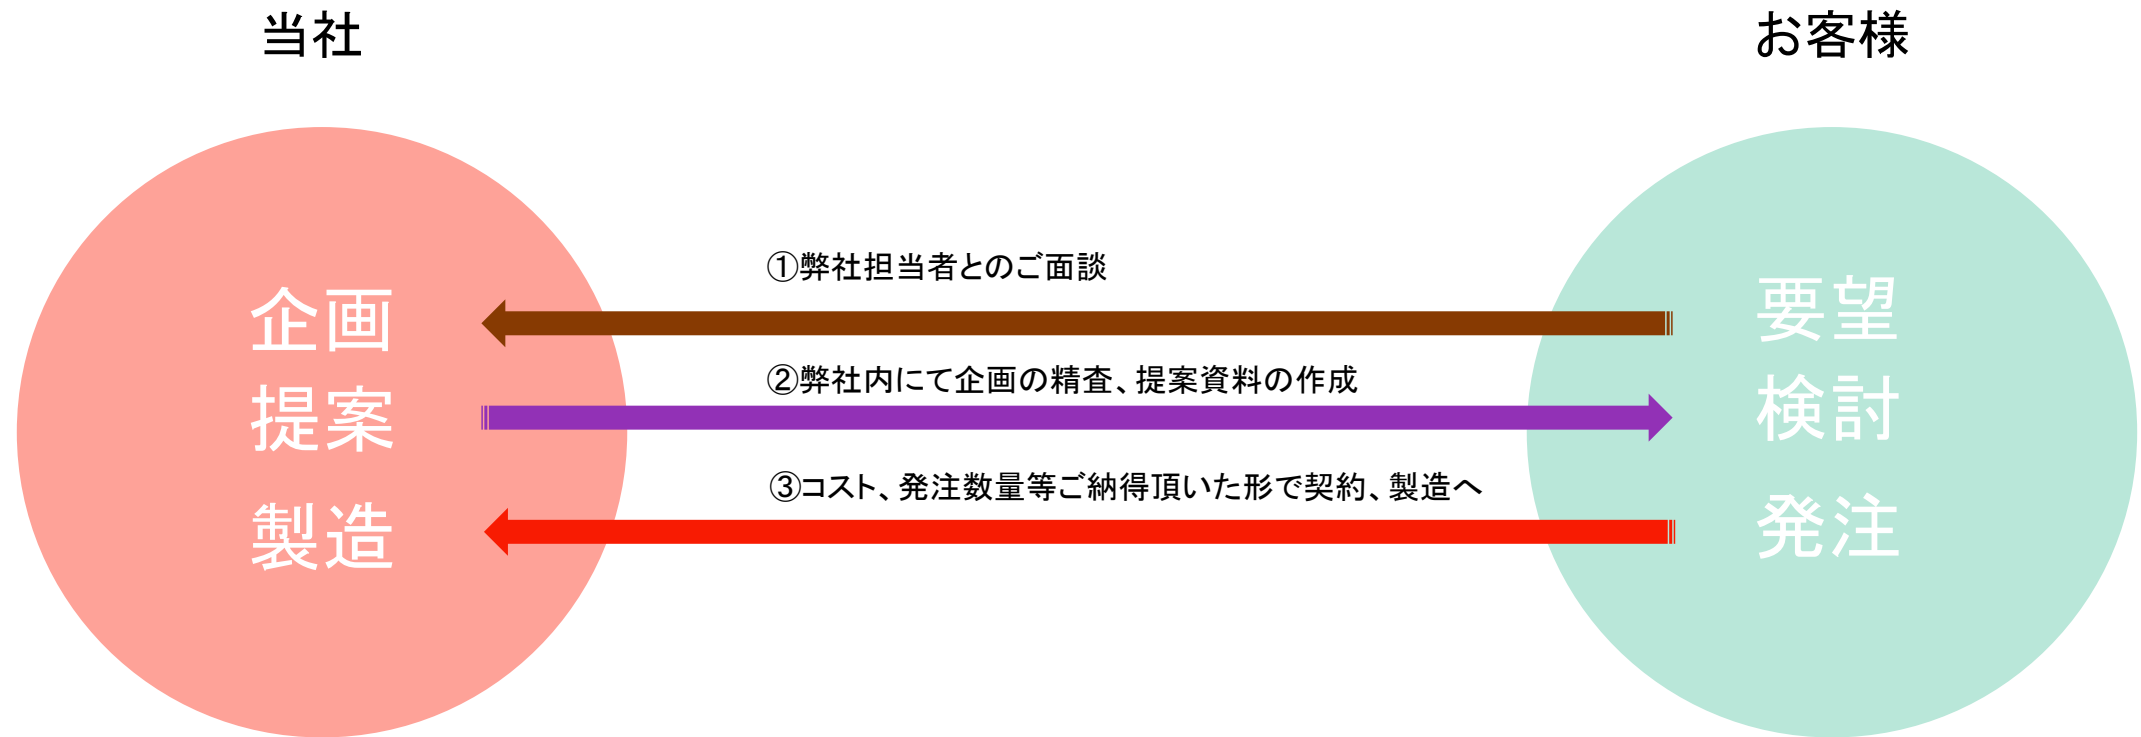 当社
お客様
企画
提案
製造
①弊社担当者とのご面談
②弊社内にて企画の精査、提案資料の作成
③コスト、発注数量等ご納得頂いた形で契約、製造へ
要望
検討
発注